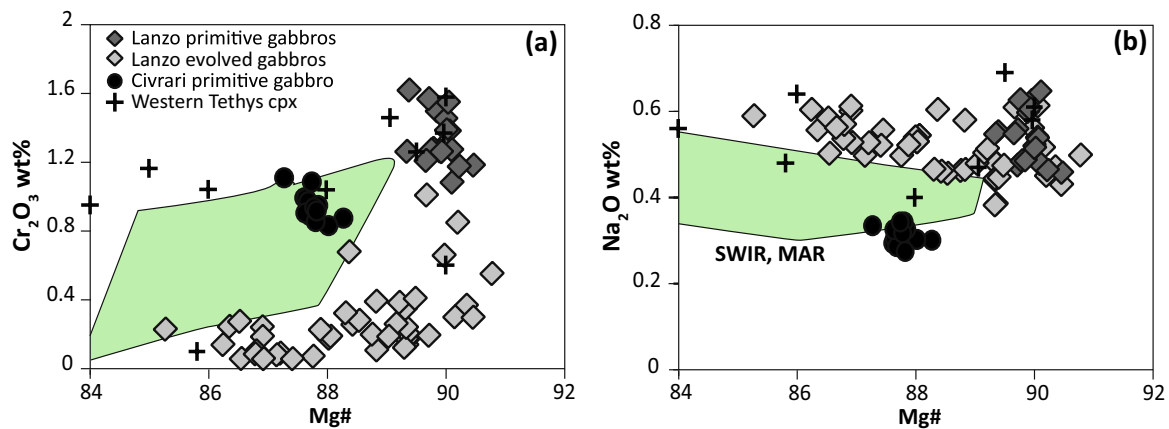 2
1.6
1.2
0.8
0.4
0
Cr2O3 wt%
Lanzo primitive gabbros
Lanzo evolved gabbros
Civrari primitive gabbro
Western Tethys cpx
(a)
84 86 88 90 92
Mg#
0.8
0.6
0.4
0.2
0
Na2O wt%
(b)
SWIR, MAR
84 86 88 90 92
Mg#